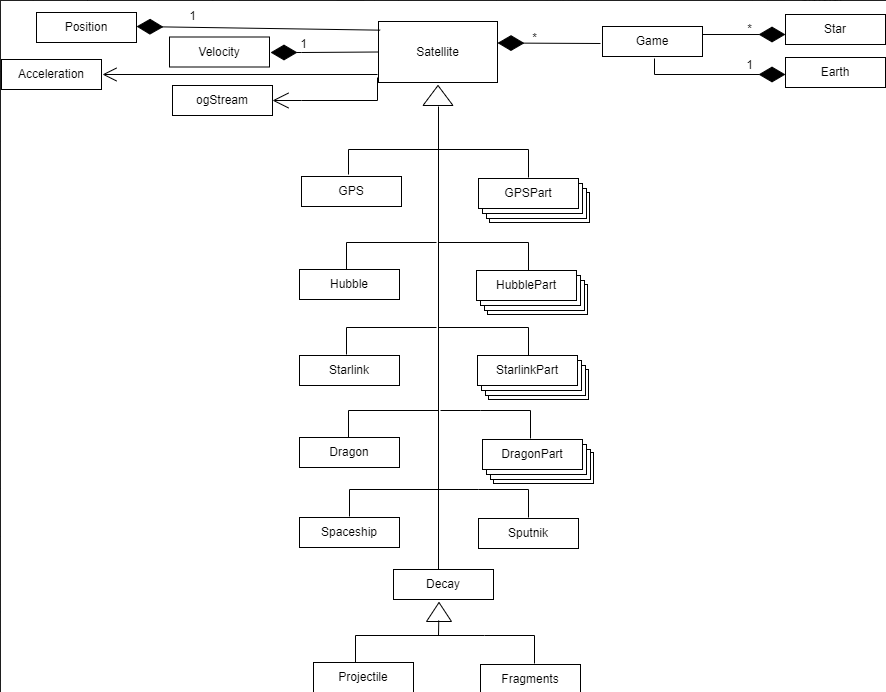 Position
1
Satellite
*
Game
*
Star
Velocity
1
Acceleration
1
Earth
ogStream
GPS
GPSPart
Hubble
HubblePart
Starlink
StarlinkPart
Dragon
DragonPart
Spaceship
Sputnik
Decay
Projectile
Fragments